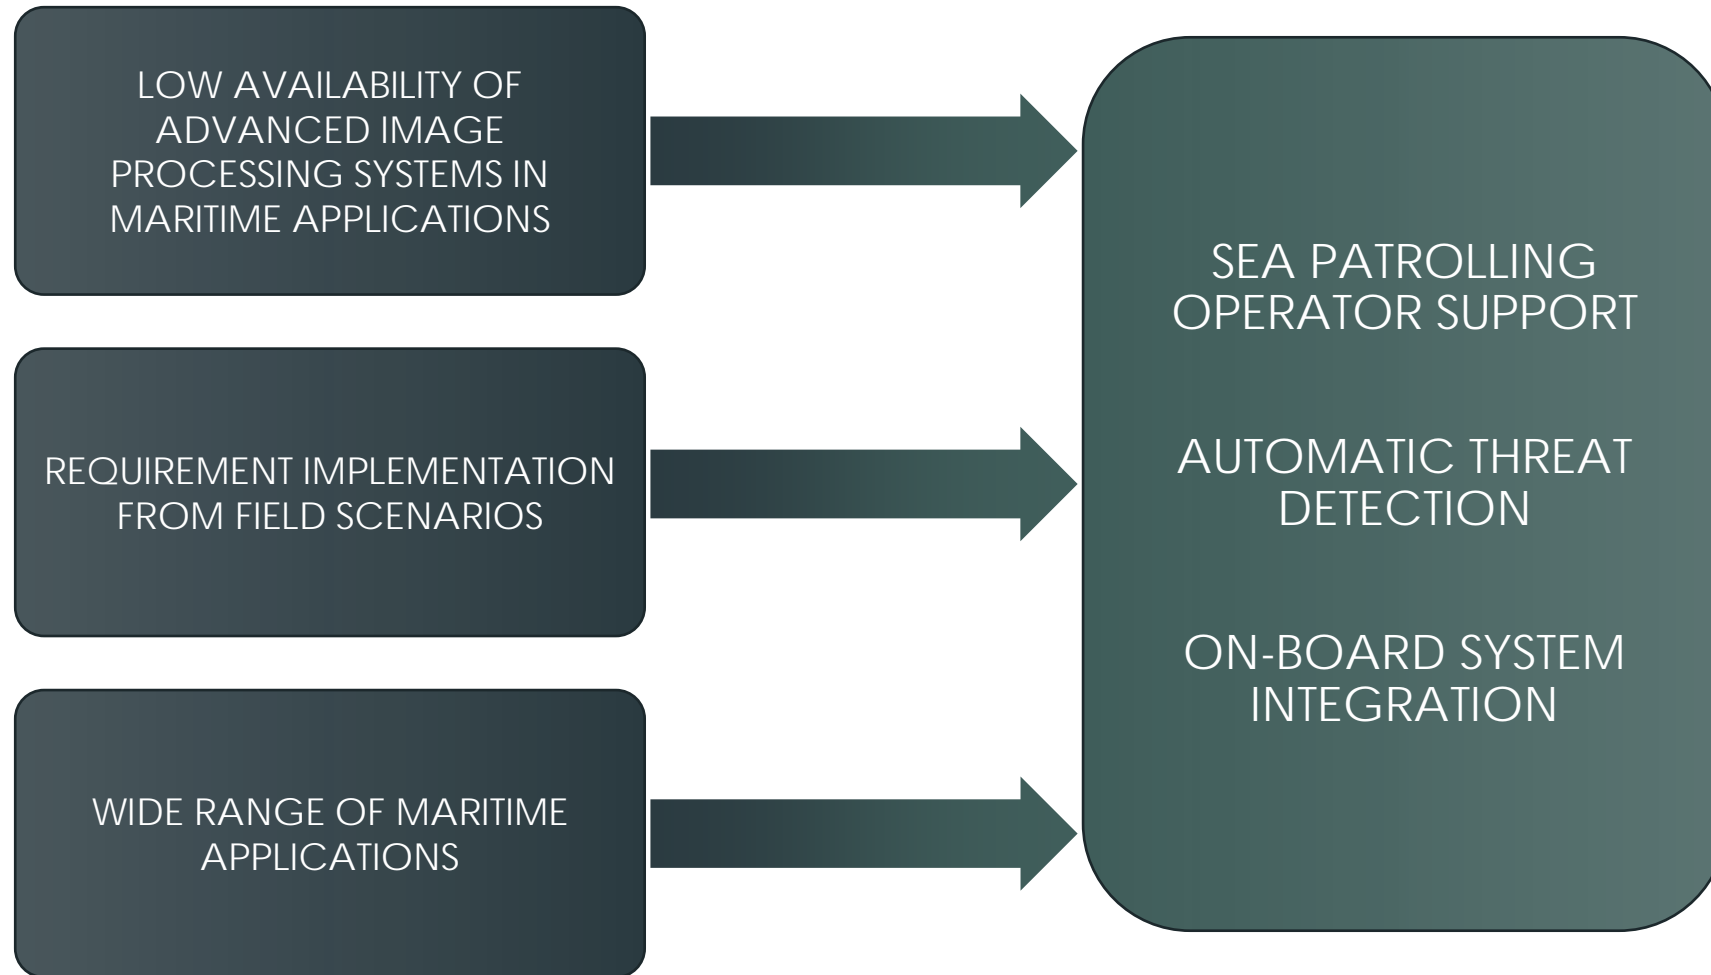 LOW AVAILABILITY OF
ADVANCED IMAGE
PROCESSING SYSTEMS IN
MARITIME APPLICATIONS
REQUIREMENT IMPLEMENTATION
FROM FIELD SCENARIOS
WIDE RANGE OF MARITIME
APPLICATIONS
SEA PATROLLING
OPERATOR SUPPORT
AUTOMATIC THREAT
DETECTION
ON-BOARD SYSTEM
INTEGRATION